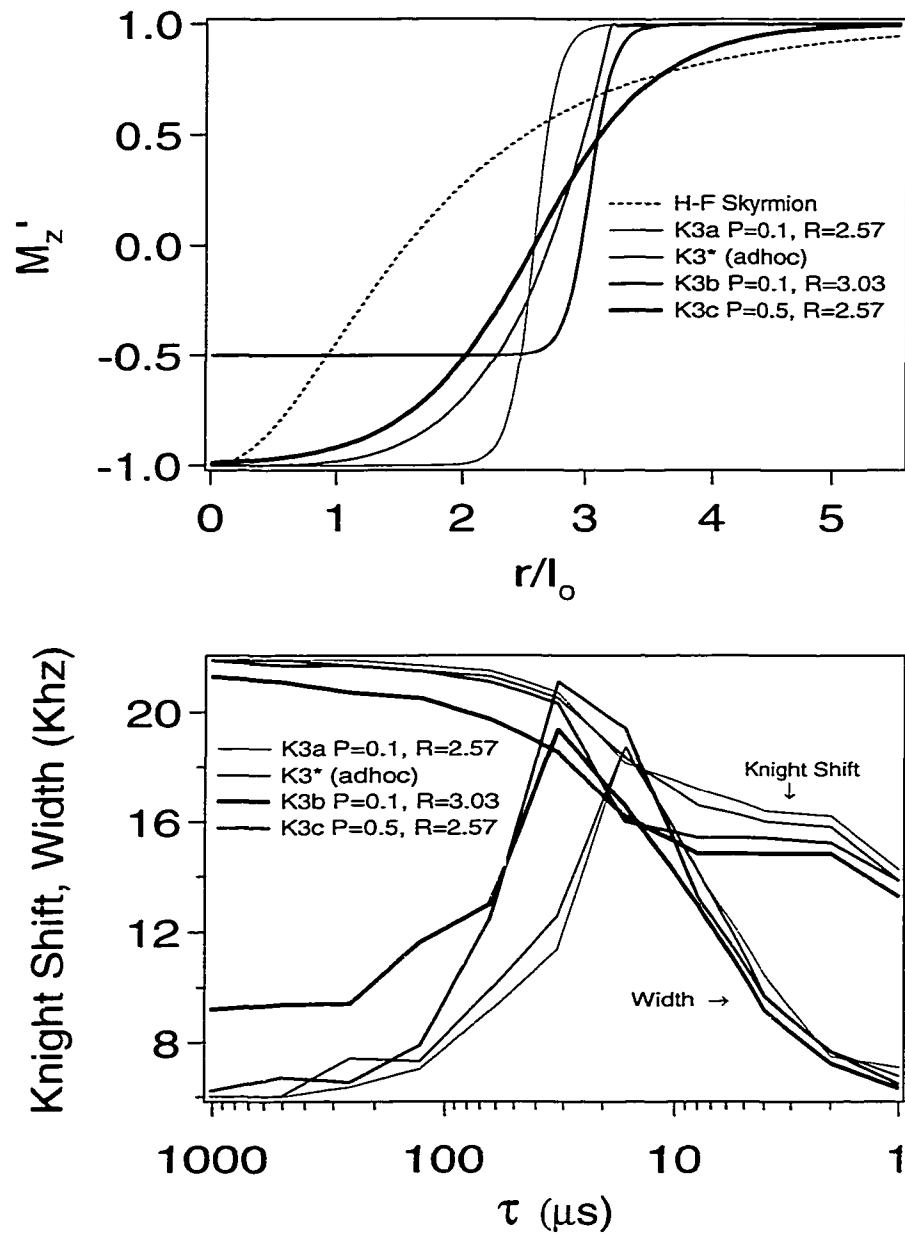 1.0
0.5
0.0
-0.5
-1.0
M_z'
H-F Skyrmion
K3a P=0.1, R=2.57
K3* (adhoc)
K3b P=0.1, R=3.03
K3c P=0.5, R=2.57
0 1 2 3 4 5
r/l_o
Knight Shift, Width (Khz)
20
16
12
8
K3a P=0.1, R=2.57
K3* (adhoc)
K3b P=0.1, R=3.03
K3c P=0.5, R=2.57
Knight Shift
↓
Width →
1000 100 10 1
τ (μs)